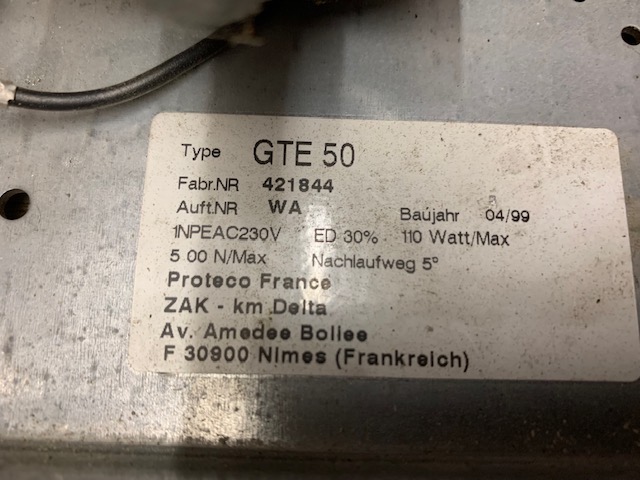 Type GTE 50
Fabr.NR 421844
Auft.NR WA Baujahr 04/99
1NPEAC230V ED 30% 110 Watt/Max
5 00 N/Max Nachlaufweg 5°
Proteco France
ZAK - km Delta
Av. Amedee Bollee
F 30900 Nimes (Frankreich)